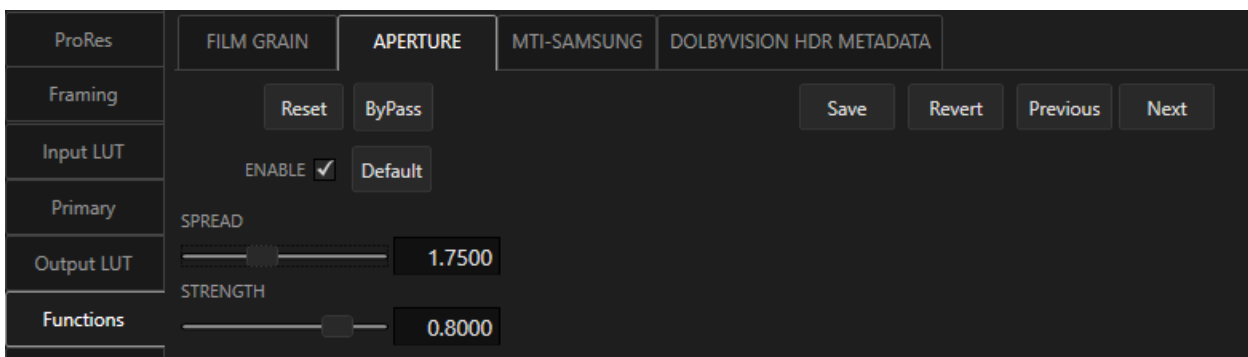 ProRes
Framing
Input LUT
Primary
Output LUT
Functions
FILM GRAIN APERTURE MTI-SAMSUNG DOLBYVISION HDR METADATA
Reset ByPass Save Revert Previous Next
ENABLE Default
SPREAD
1.7500
STRENGTH
0.8000